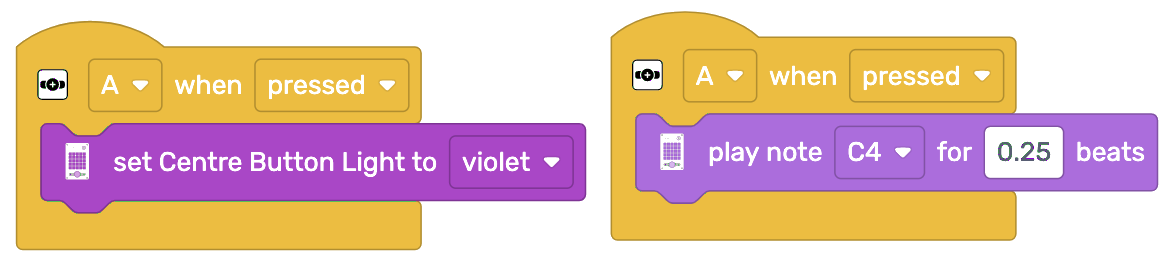 A when pressed
set Centre Button Light to violet
A when pressed
play note C4 for 0.25 beats